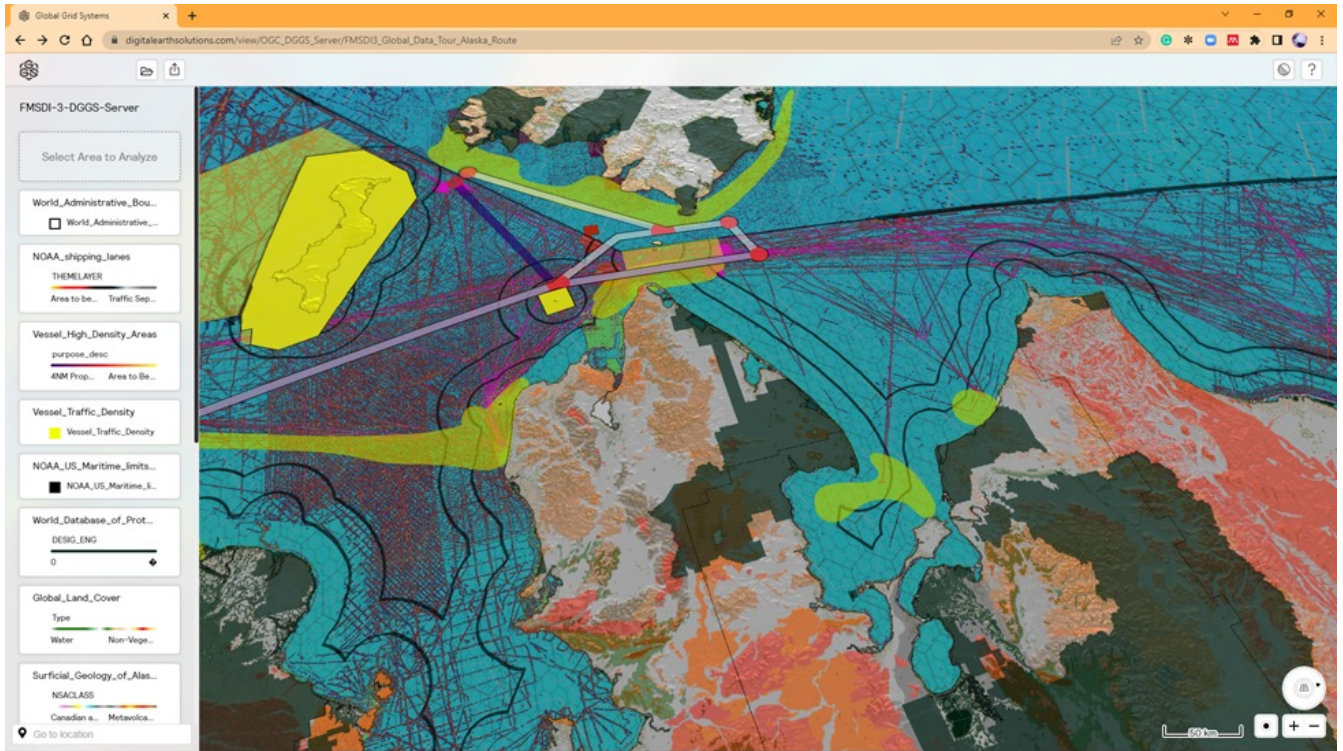 Global Grid Systems
digitalearthsolutions.com/view/OGC_DGGS_Server/FMSDI3_Global_Data_Tour_Alaska_Route
FMSDI-3-DGGS-Server
Select Area to Analyze
World_Administrative_Bou...
World_Administrative_...
NOAA_shipping_lanes
THEMELAYER
Area to be... Traffic Sep...
Vessel_High_Density_Areas
purpose_desc
4NM Prop... Area to Be...
Vessel_Traffic_Density
Vessel_Traffic_Density
NOAA_US_Maritime_limits...
NOAA_US_Maritime_li...
World_Database_of_Prot...
DESIG_ENG
0
Global_Land_Cover
Type
Water Non-Vege...
Surficial_Geology_of_Alas...
NSACLASS
Canadian a... Metavolca...
Go to location
50 km